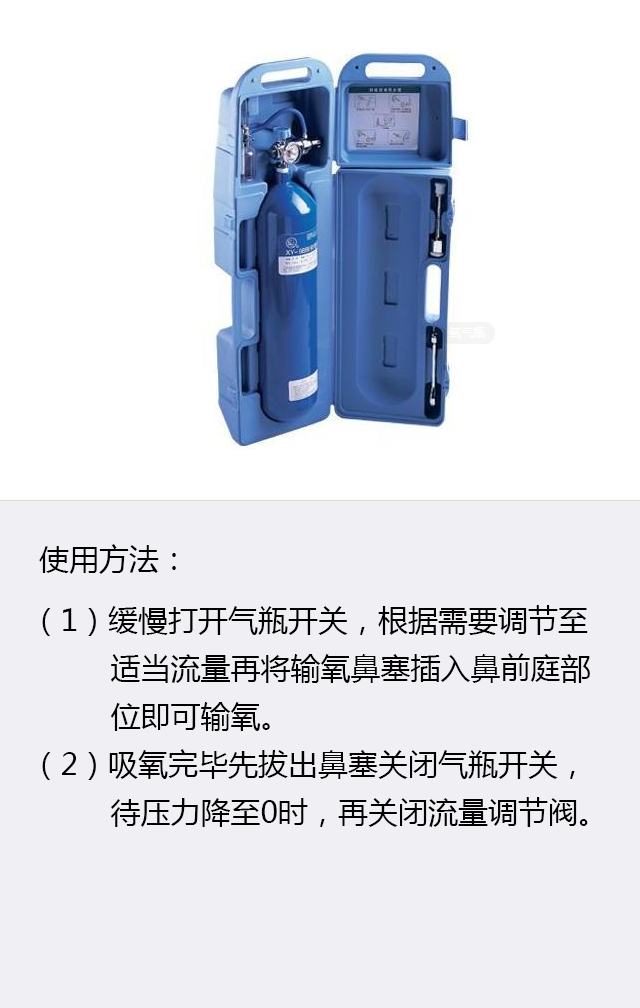 XY-98BII
使用方法：
（1）缓慢打开气瓶开关，根据需要调节至
适当流量再将输氧鼻塞插入鼻前庭部
位即可输氧。
（2）吸氧完毕先拔出鼻塞关闭气瓶开关，
待压力降至0时，再关闭流量调节阀。